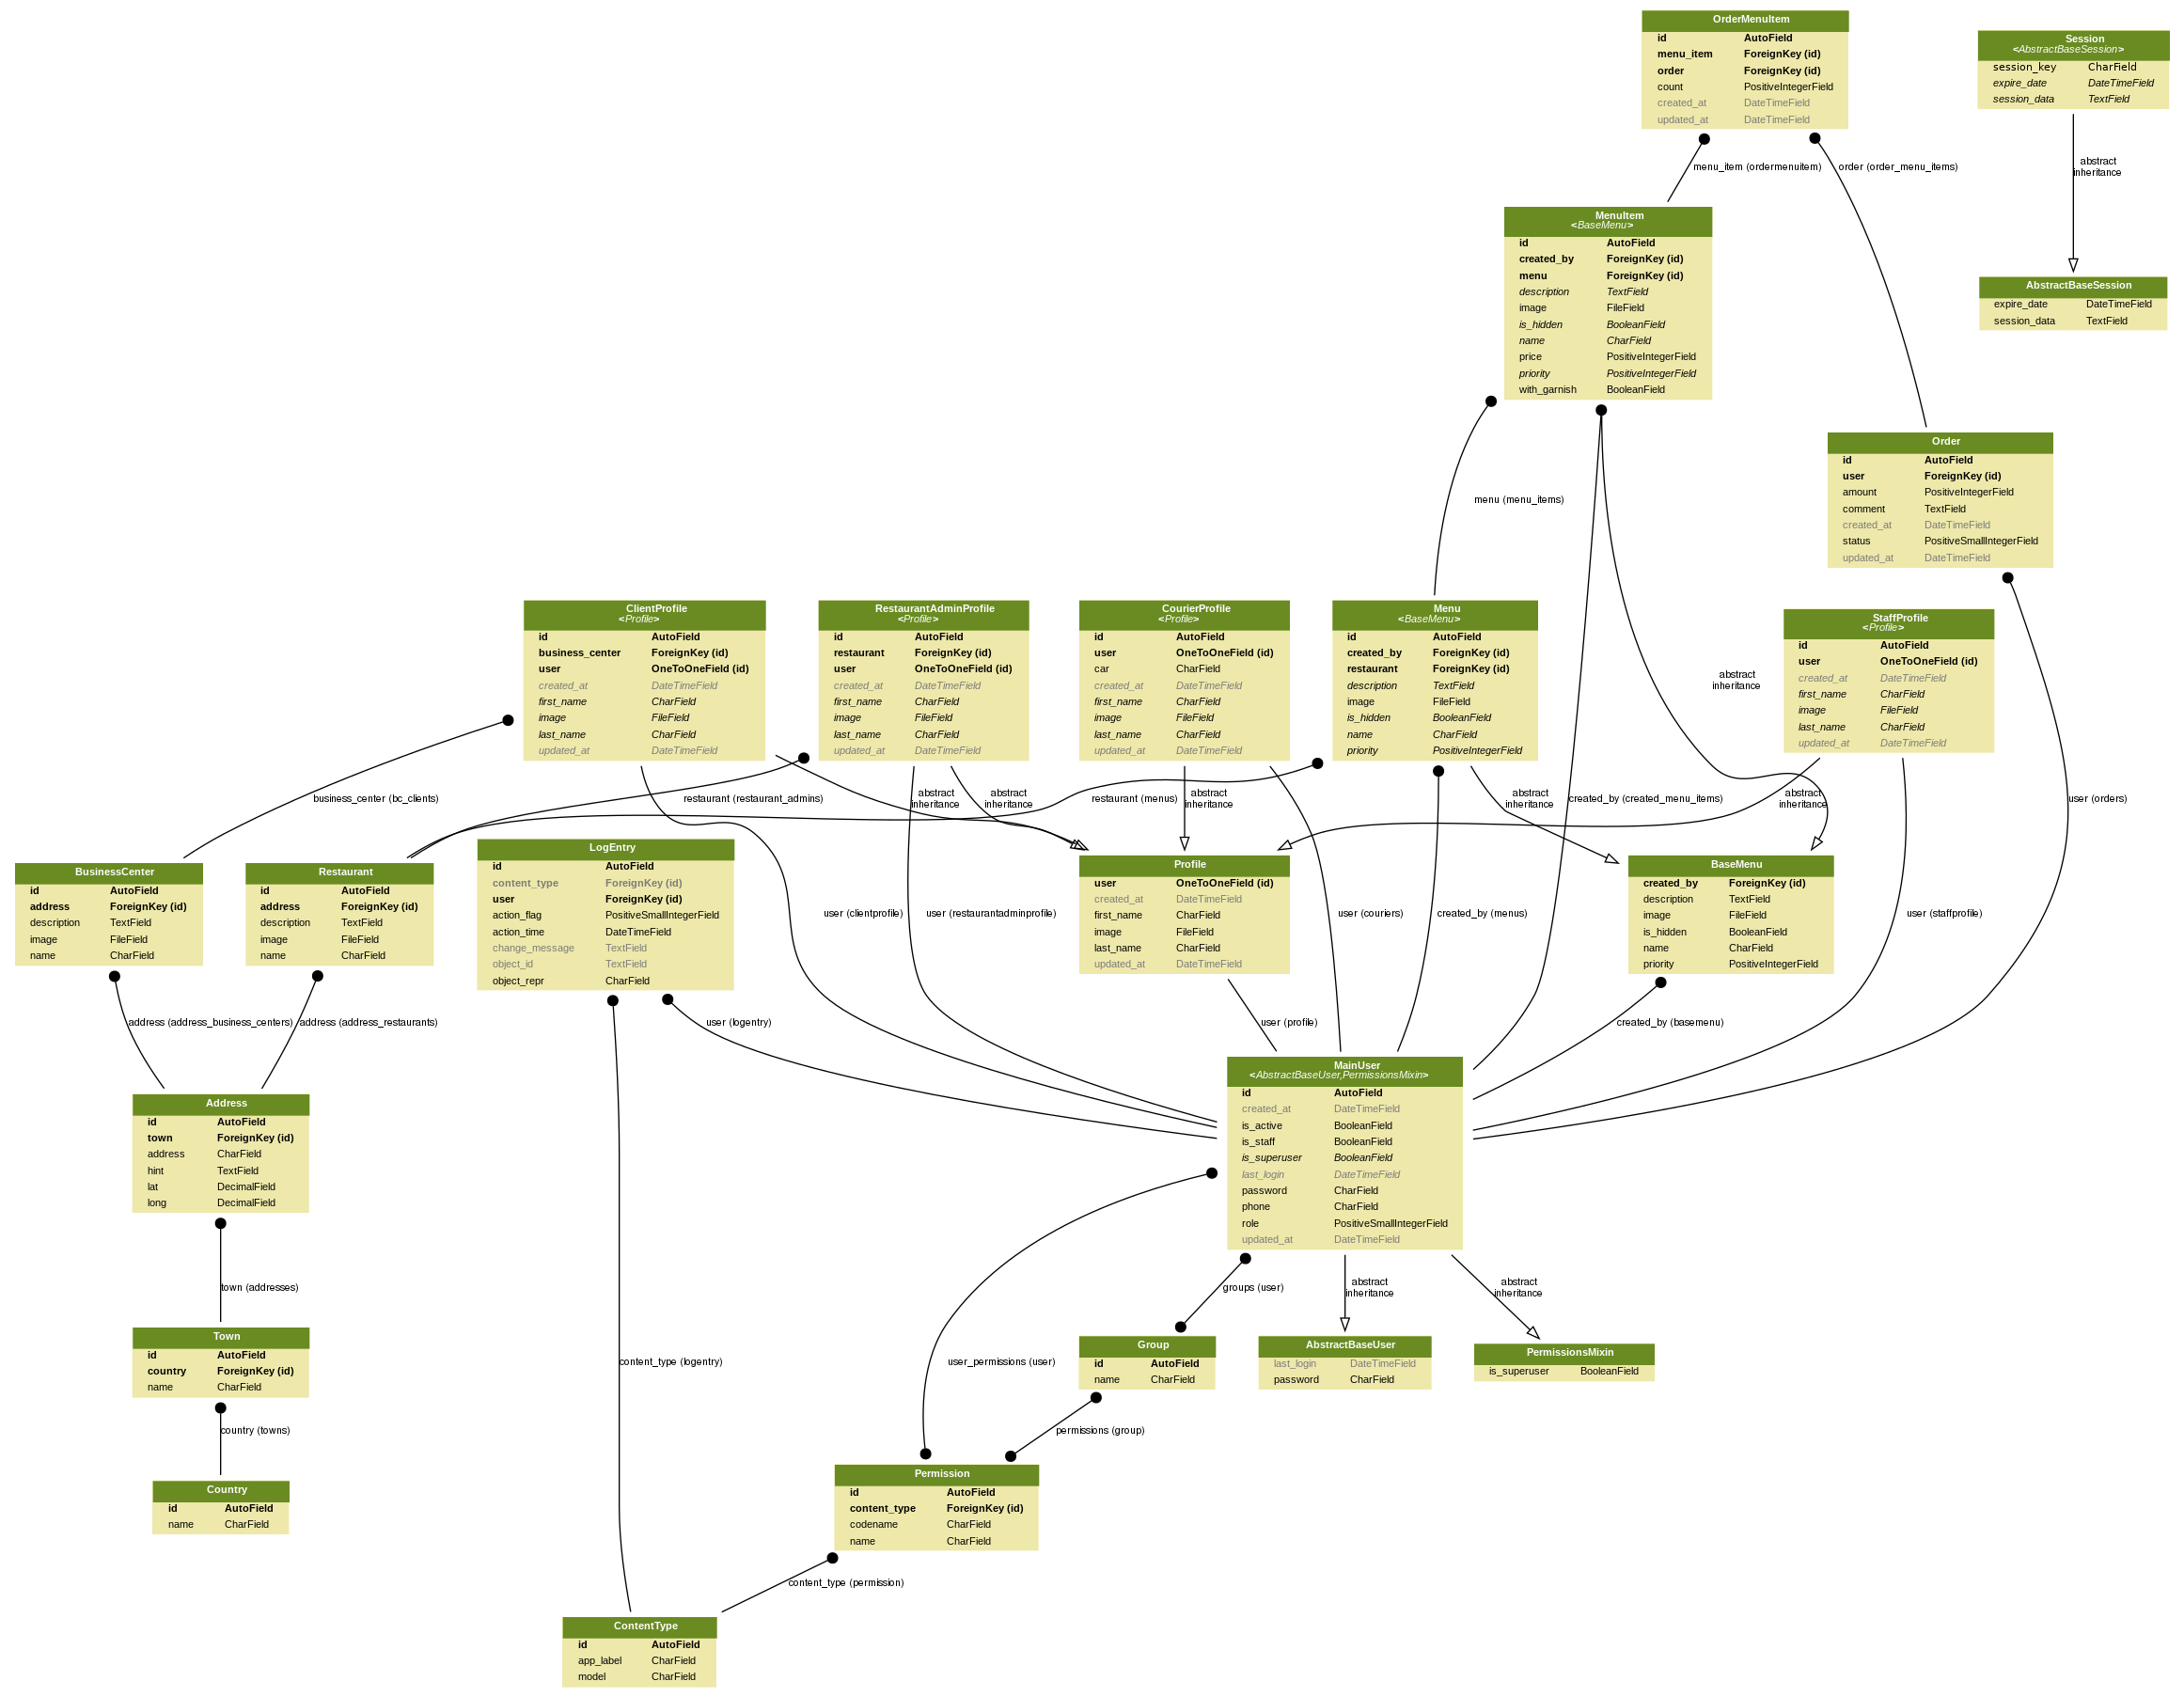 OrderMenuItem
id AutoField
menu_item ForeignKey (id)
order ForeignKey (id)
count PositiveIntegerField
created_at DateTimeField
updated_at DateTimeField
Session
<AbstractBaseSession>
session_key CharField
expire_date DateTimeField
session_data TextField
menu_item (ordermenuitem)
order (order_menu_items)
abstract
inheritance
MenuItem
<BaseMenu>
id AutoField
created_by ForeignKey (id)
menu ForeignKey (id)
description TextField
image FileField
is_hidden BooleanField
name CharField
price PositiveIntegerField
priority PositiveIntegerField
with_garnish BooleanField
AbstractBaseSession
expire_date DateTimeField
session_data TextField
menu (menu_items)
Order
id AutoField
user ForeignKey (id)
amount PositiveIntegerField
comment TextField
created_at DateTimeField
status PositiveSmallIntegerField
updated_at DateTimeField
ClientProfile
<Profile>
id AutoField
business_center ForeignKey (id)
user OneToOneField (id)
created_at DateTimeField
first_name CharField
image FileField
last_name CharField
updated_at DateTimeField
RestaurantAdminProfile
<Profile>
id AutoField
restaurant ForeignKey (id)
user OneToOneField (id)
created_at DateTimeField
first_name CharField
image FileField
last_name CharField
updated_at DateTimeField
CourierProfile
<Profile>
id AutoField
user OneToOneField (id)
car CharField
created_at DateTimeField
first_name CharField
image FileField
last_name CharField
updated_at DateTimeField
Menu
<BaseMenu>
id AutoField
created_by ForeignKey (id)
restaurant ForeignKey (id)
description TextField
image FileField
is_hidden BooleanField
name CharField
priority PositiveIntegerField
abstract
inheritance
StaffProfile
<Profile>
id AutoField
user OneToOneField (id)
created_at DateTimeField
first_name CharField
image FileField
last_name CharField
updated_at DateTimeField
business_center (bc_clients)
restaurant (restaurant_admins)
abstract
inheritance
abstract
inheritance
restaurant (menus)
abstract
inheritance
abstract
inheritance
created_by (created_menu_items)
abstract
inheritance
user (orders)
BusinessCenter
id AutoField
address ForeignKey (id)
description TextField
image FileField
name CharField
Restaurant
id AutoField
address ForeignKey (id)
description TextField
image FileField
name CharField
LogEntry
id AutoField
content_type ForeignKey (id)
user ForeignKey (id)
action_flag PositiveSmallIntegerField
action_time DateTimeField
change_message TextField
object_id TextField
object_repr CharField
user (clientprofile)
user (restaurantadminprofile)
Profile
user OneToOneField (id)
created_at DateTimeField
first_name CharField
image FileField
last_name CharField
updated_at DateTimeField
user (couriers)
created_by (menus)
BaseMenu
created_by ForeignKey (id)
description TextField
image FileField
is_hidden BooleanField
name CharField
priority PositiveIntegerField
user (staffprofile)
address (address_business_centers)
address (address_restaurants)
user (logentry)
user (profile)
created_by (basemenu)
Address
id AutoField
town ForeignKey (id)
address CharField
hint TextField
lat DecimalField
long DecimalField
MainUser
<AbstractBaseUser,PermissionsMixin>
id AutoField
created_at DateTimeField
is_active BooleanField
is_staff BooleanField
is_superuser BooleanField
last_login DateTimeField
password CharField
phone CharField
role PositiveSmallIntegerField
updated_at DateTimeField
town (addresses)
groups (user)
abstract
inheritance
abstract
inheritance
Town
id AutoField
country ForeignKey (id)
name CharField
content_type (logentry)
user_permissions (user)
Group
id AutoField
name CharField
AbstractBaseUser
last_login DateTimeField
password CharField
PermissionsMixin
is_superuser BooleanField
country (towns)
permissions (group)
Country
id AutoField
name CharField
Permission
id AutoField
content_type ForeignKey (id)
codename CharField
name CharField
content_type (permission)
ContentType
id AutoField
app_label CharField
model CharField